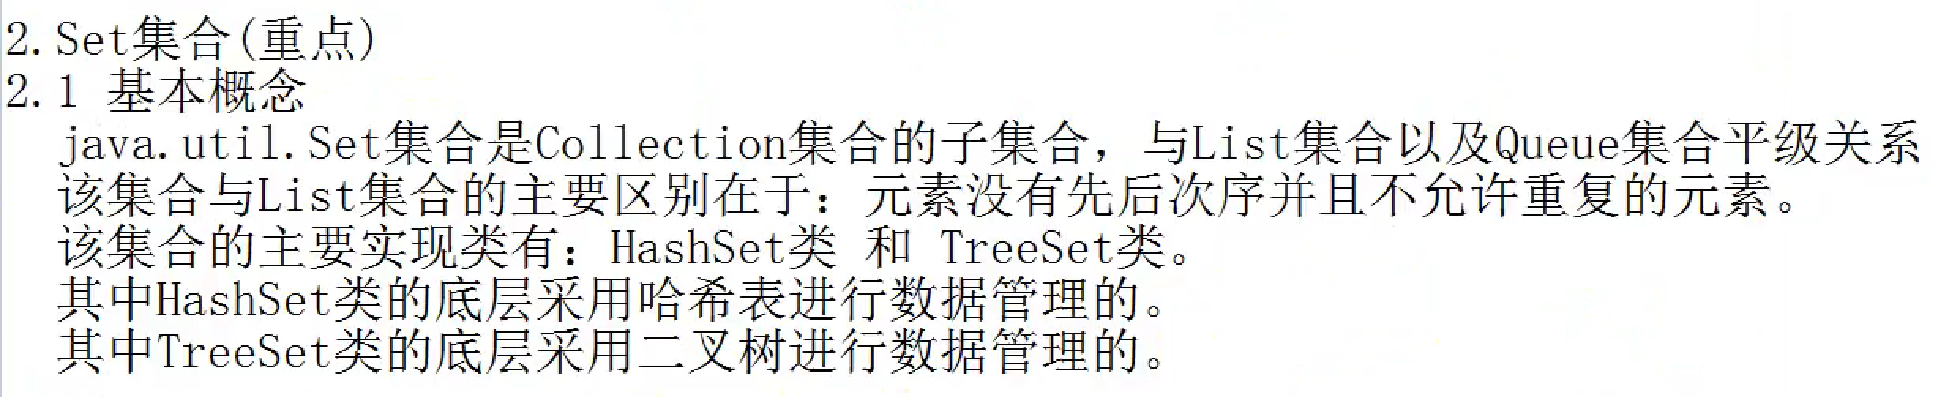 2.Set集合(重点)
2.1 基本概念
java.util.Set集合是Collection集合的子集合，与List集合以及Queue集合平级关系
该集合与List集合的主要区别在于：元素没有先后次序并且不允许重复的元素。
该集合的主要实现类有：HashSet类 和 TreeSet类。
其中HashSet类的底层采用哈希表进行数据管理的。
其中TreeSet类的底层采用二叉树进行数据管理的。